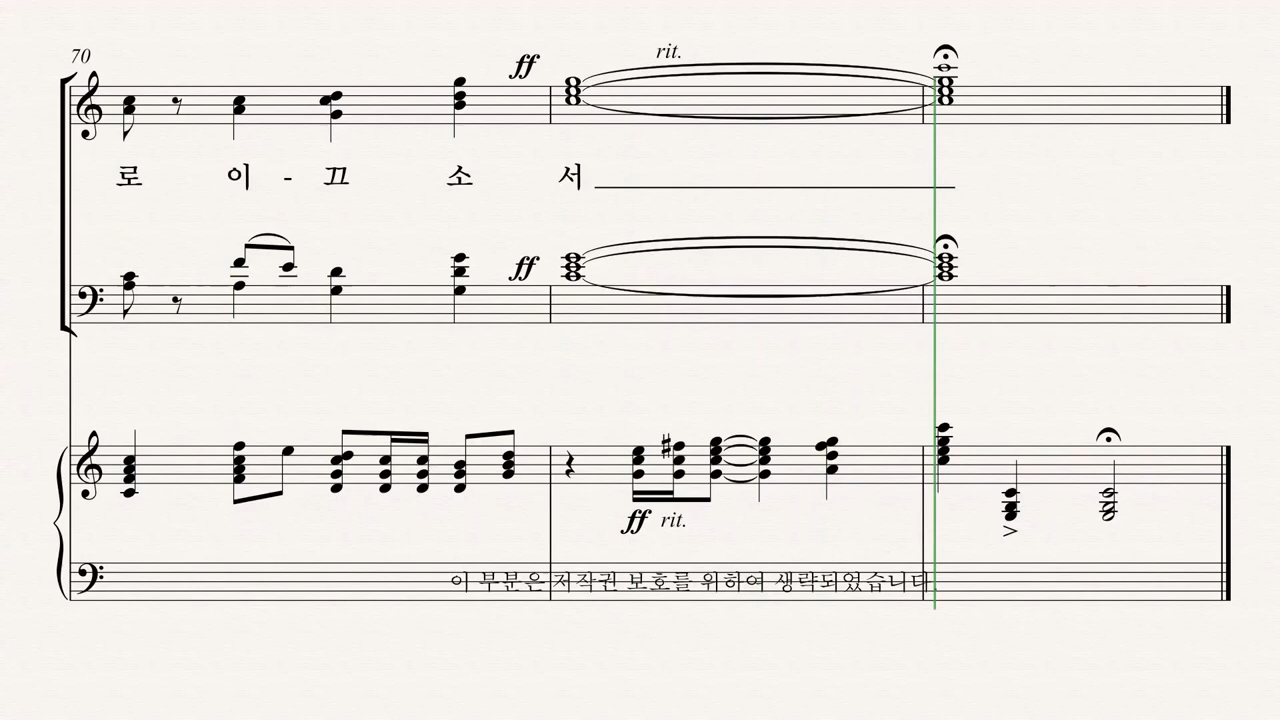 70
ff
rit.
로 이 - 끄 소 서
ff
ff rit.
이 부분은 저작권 보호를 위하여 생략되었습니다.